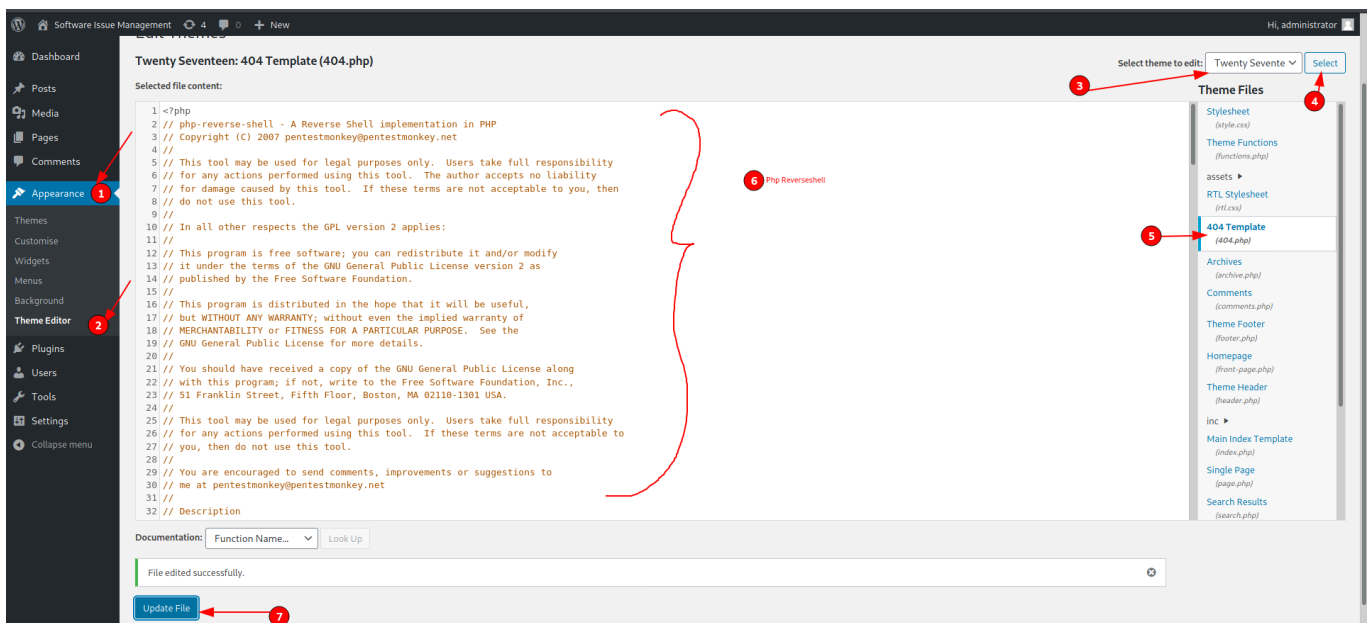 Software Issue Management
4
0
New
Hi, administrator
Edit Themes
Dashboard
Posts
Media
Pages
Comments
Appearance
1
Themes
Customise
Widgets
Menus
Background
Theme Editor
2
Plugins
Users
Tools
Settings
Collapse menu
Twenty Seventeen: 404 Template (404.php)
Select theme to edit:
Twenty Sevente
Select
3
4
Selected file content:
1 <?php
2 // php-reverse-shell - A Reverse Shell implementation in PHP
3 // Copyright (C) 2007 pentestmonkey@pentestmonkey.net
4 //
5 // This tool may be used for legal purposes only.  Users take full responsibility
6 // for any actions performed using this tool.  The author accepts no liability
7 // for damage caused by this tool.  If these terms are not acceptable to you, then
8 // do not use this tool.
9 //
10 // In all other respects the GPL version 2 applies:
11 //
12 // This program is free software; you can redistribute it and/or modify
13 // it under the terms of the GNU General Public License version 2 as
14 // published by the Free Software Foundation.
15 //
16 // This program is distributed in the hope that it will be useful,
17 // but WITHOUT ANY WARRANTY; without even the implied warranty of
18 // MERCHANTABILITY or FITNESS FOR A PARTICULAR PURPOSE.  See the
19 // GNU General Public License for more details.
20 //
21 // You should have received a copy of the GNU General Public License along
22 // with this program; if not, write to the Free Software Foundation, Inc.,
23 // 51 Franklin Street, Fifth Floor, Boston, MA 02110-1301 USA.
24 //
25 // This tool may be used for legal purposes only.  Users take full responsibility
26 // for any actions performed using this tool.  If these terms are not acceptable to
27 // you, then do not use this tool.
28 //
29 // You are encouraged to send comments, improvements or suggestions to
30 // me at pentestmonkey@pentestmonkey.net
31 //
32 // Description
6 Php Reverseshell
Theme Files
Stylesheet
(style.css)
Theme Functions
(functions.php)
assets
RTL Stylesheet
(rtl.css)
5
404 Template
(404.php)
Archives
(archive.php)
Comments
(comments.php)
Theme Footer
(footer.php)
Homepage
(front-page.php)
Theme Header
(header.php)
inc
Main Index Template
(index.php)
Single Page
(page.php)
Search Results
(search.php)
Documentation:
Function Name...
Look Up
File edited successfully.
Update File
7